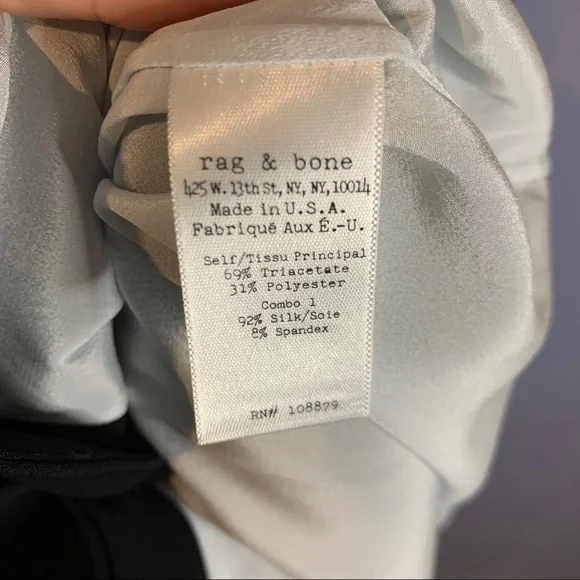 rag & bone
425 W. 13th St, NY, NY, 10014
Made in U.S.A.
Fabriqué Aux É.-U.
Self/Tissu Principal
69% Triacetate
31% Polyester
Combo 1
92% Silk/Soie
8% Spandex
RN# 108879